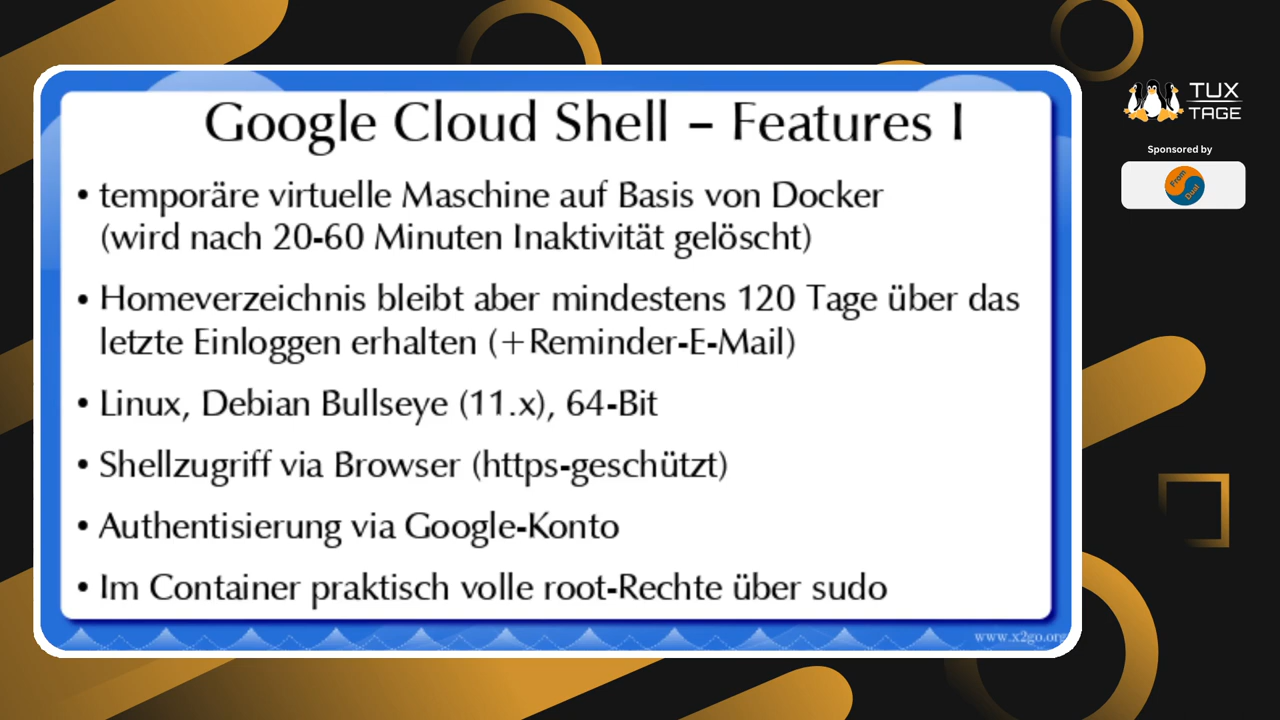 Google Cloud Shell – Features I
• temporäre virtuelle Maschine auf Basis von Docker
(wird nach 20-60 Minuten Inaktivität gelöscht)
• Homeverzeichnis bleibt aber mindestens 120 Tage über das
letzte Einloggen erhalten (+Reminder-E-Mail)
• Linux, Debian Bullseye (11.x), 64-Bit
• Shellzugriff via Browser (https-geschützt)
• Authentisierung via Google-Konto
• Im Container praktisch volle root-Rechte über sudo
www.x2go.org
TUX
TAGE
Sponsored by
From
Dual